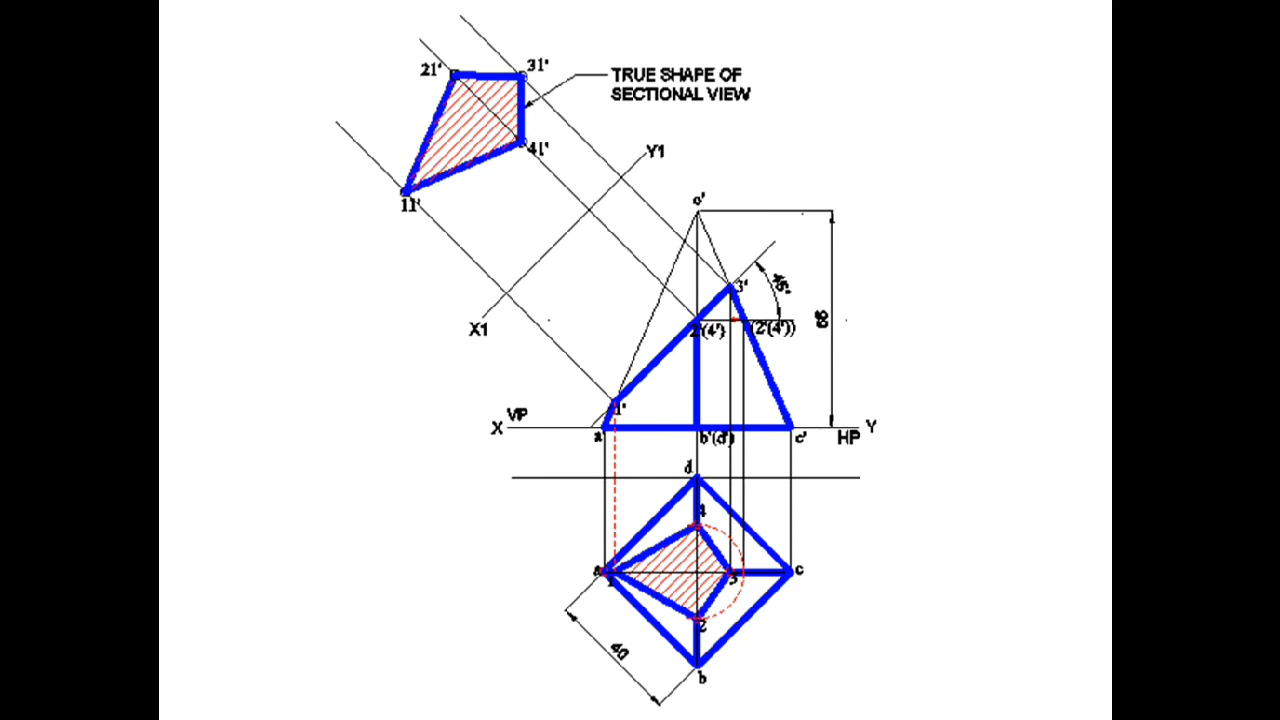 21'
31'
TRUE SHAPE OF
SECTIONAL VIEW
41'
Y1
11'
o'
3'
45°
X1
2'(4')
(2'(4'))
1'
VP
X
Y
a'
b'(d')
c'
HP
d
4
a
1
3
c
2
40
b